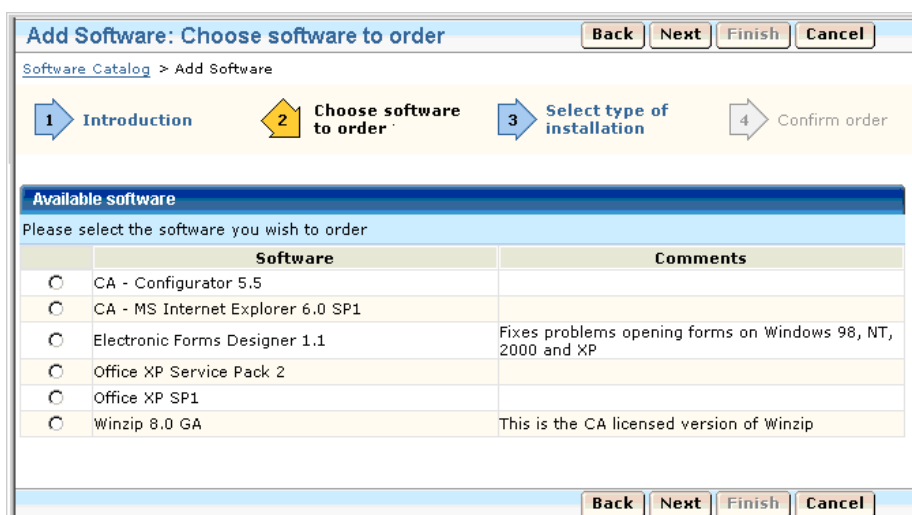 Add Software: Choose software to order
Back Next Finish Cancel
Software Catalog > Add Software
1 Introduction
2 Choose software
to order
3 Select type of
installation
4 Confirm order
Available software
Please select the software you wish to order
Software Comments
CA - Configurator 5.5
CA - MS Internet Explorer 6.0 SP1
Electronic Forms Designer 1.1
Fixes problems opening forms on Windows 98, NT,
2000 and XP
Office XP Service Pack 2
Office XP SP1
Winzip 8.0 GA This is the CA licensed version of Winzip
Back Next Finish Cancel